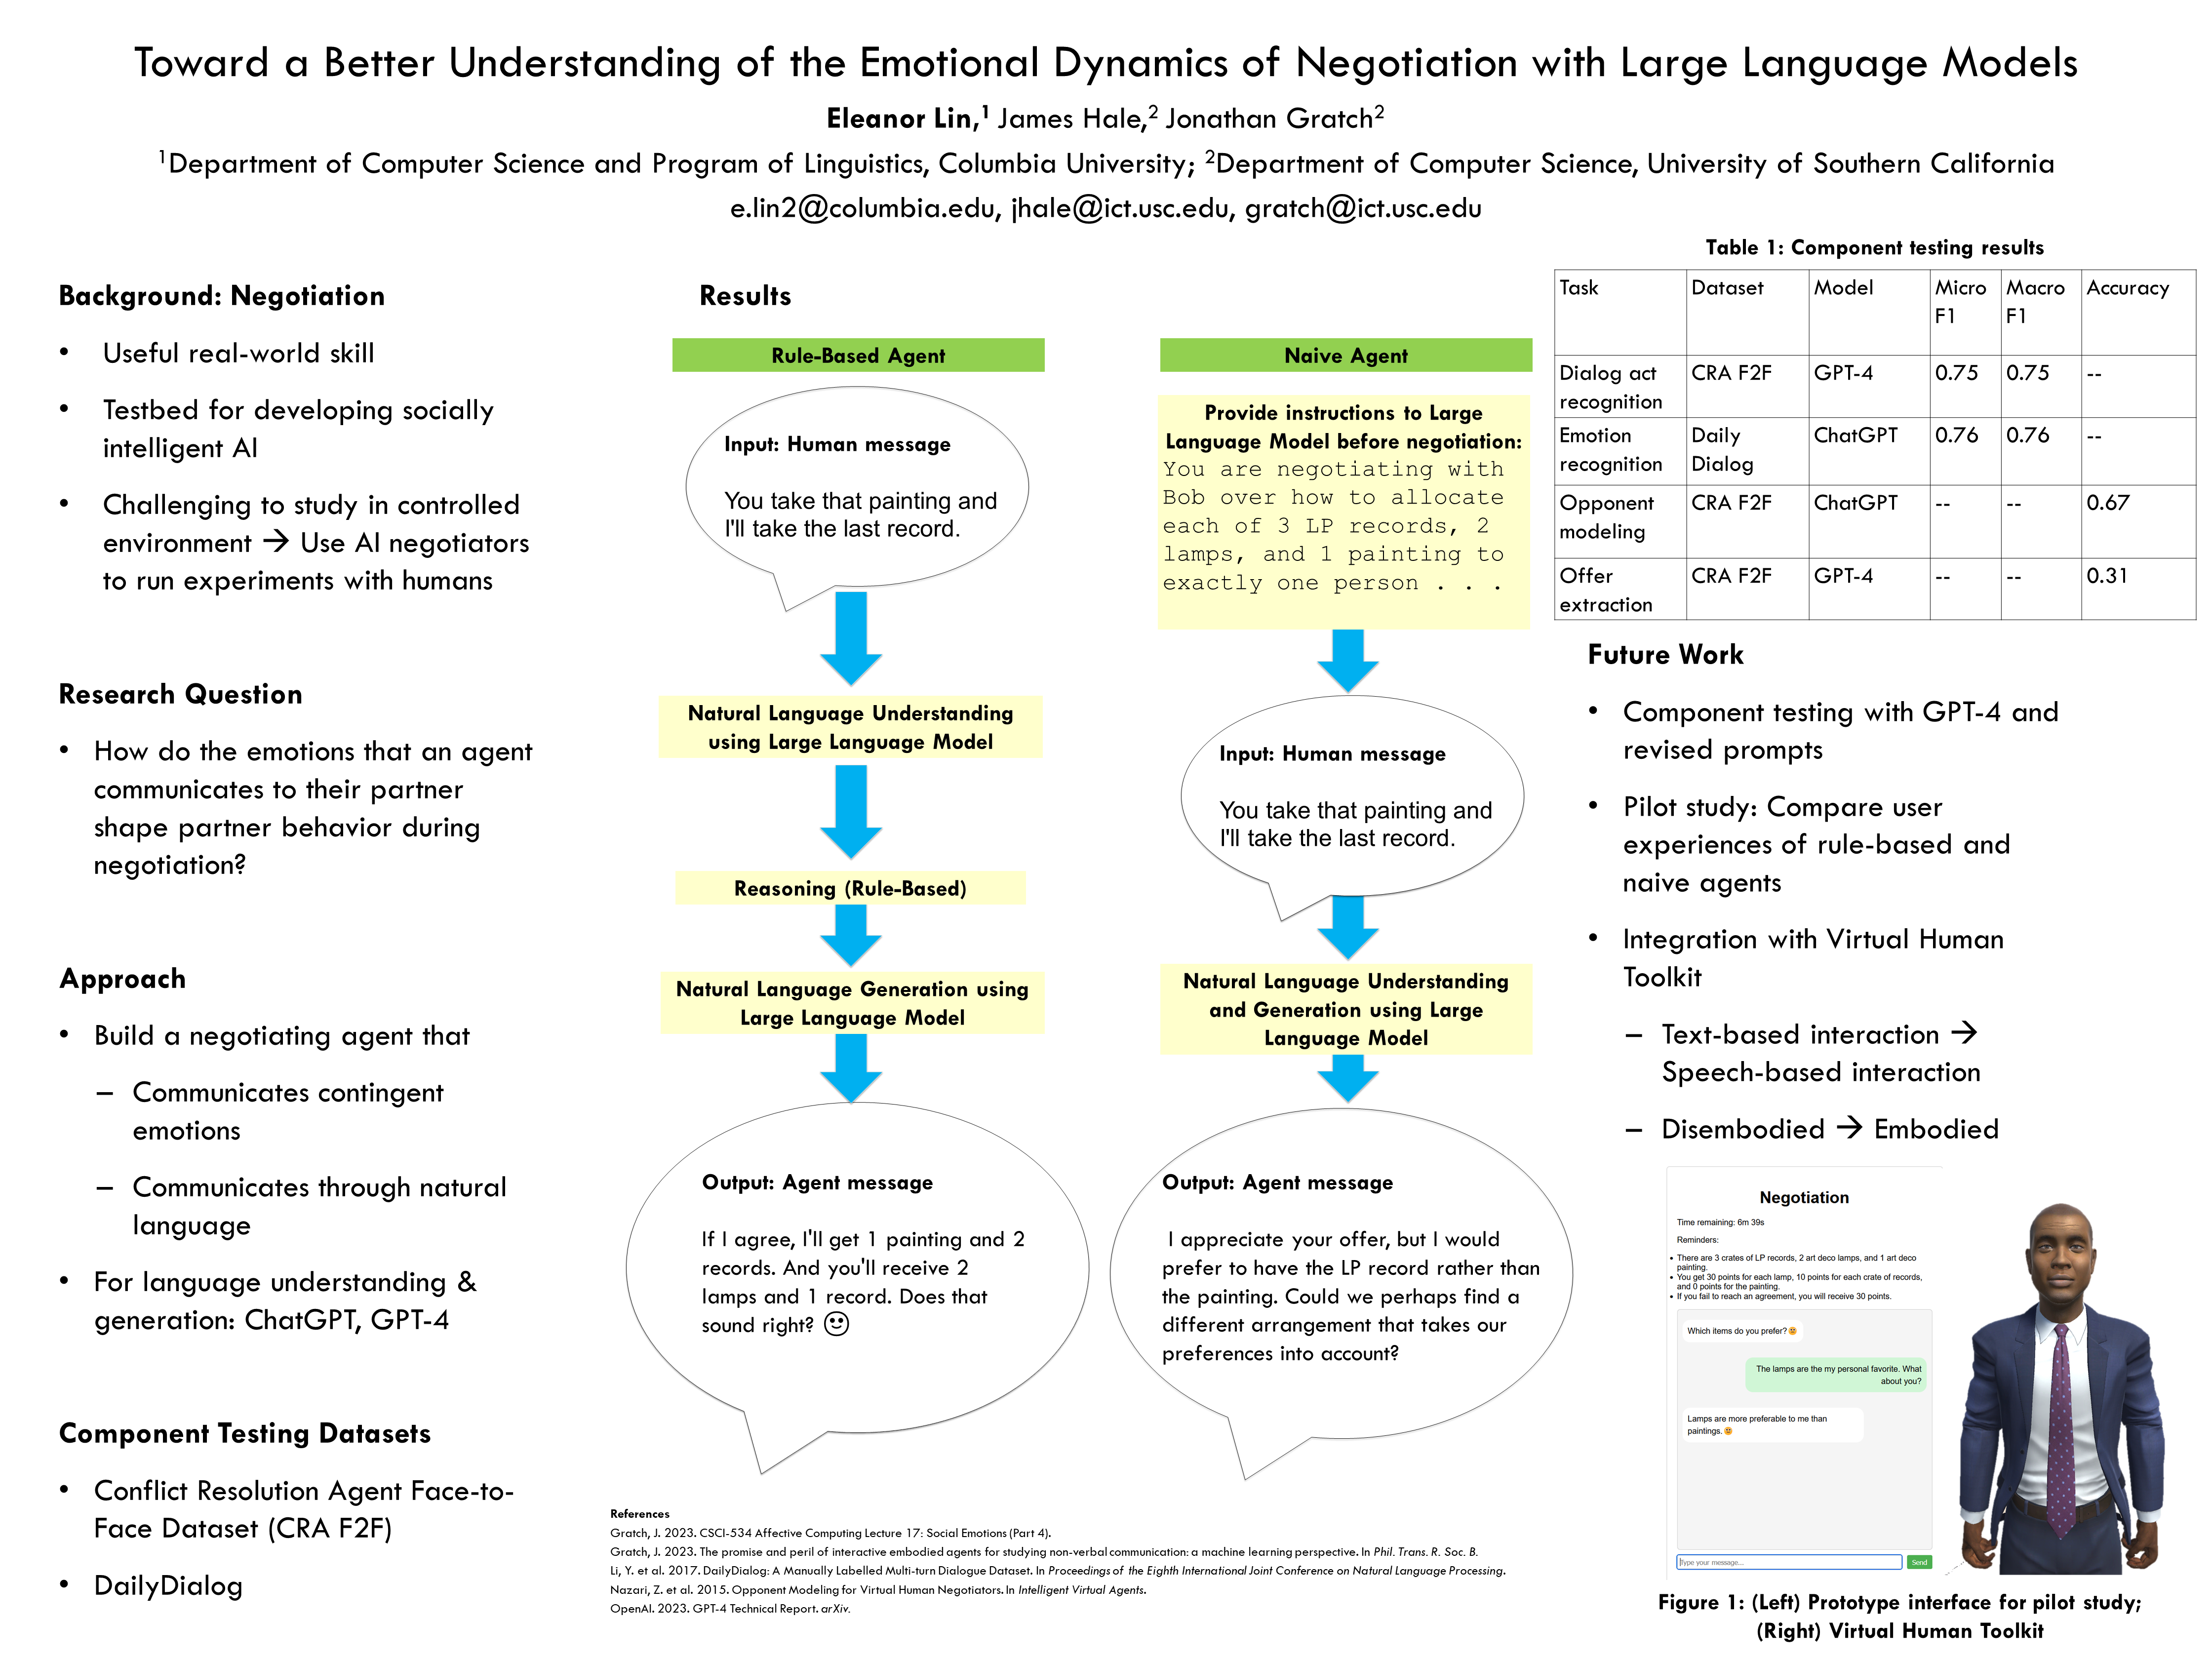 Toward a Better Understanding of the Emotional Dynamics of Negotiation with Large Language Models
Eleanor Lin,1 James Hale,2 Jonathan Gratch2
1Department of Computer Science and Program of Linguistics, Columbia University; 2Department of Computer Science, University of Southern California
e.lin2@columbia.edu, jhale@ict.usc.edu, gratch@ict.usc.edu
Background: Negotiation
• Useful real-world skill
• Testbed for developing socially
intelligent AI
• Challenging to study in controlled
environment → Use AI negotiators
to run experiments with humans
Research Question
• How do the emotions that an agent
communicates to their partner
shape partner behavior during
negotiation?
Approach
• Build a negotiating agent that
– Communicates contingent
emotions
– Communicates through natural
language
• For language understanding &
generation: ChatGPT, GPT-4
Component Testing Datasets
• Conflict Resolution Agent Face-to-
Face Dataset (CRA F2F)
• DailyDialog
Results
Rule-Based Agent
Input: Human message
You take that painting and
I'll take the last record.
Natural Language Understanding
using Large Language Model
Reasoning (Rule-Based)
Natural Language Generation using
Large Language Model
Output: Agent message
If I agree, I'll get 1 painting and 2
records. And you'll receive 2
lamps and 1 record. Does that
sound right? 🙂
Naive Agent
Provide instructions to Large
Language Model before negotiation:
You are negotiating with
Bob over how to allocate
each of 3 LP records, 2
lamps, and 1 painting to
exactly one person . . .
Input: Human message
You take that painting and
I'll take the last record.
Natural Language Understanding
and Generation using Large
Language Model
Output: Agent message
I appreciate your offer, but I would
prefer to have the LP record rather than
the painting. Could we perhaps find a
different arrangement that takes our
preferences into account?
References
Gratch, J. 2023. CSCI-534 Affective Computing Lecture 17: Social Emotions (Part 4).
Gratch, J. 2023. The promise and peril of interactive embodied agents for studying non-verbal communication: a machine learning perspective. In Phil. Trans. R. Soc. B.
Li, Y. et al. 2017. DailyDialog: A Manually Labelled Multi-turn Dialogue Dataset. In Proceedings of the Eighth International Joint Conference on Natural Language Processing.
Nazari, Z. et al. 2015. Opponent Modeling for Virtual Human Negotiators. In Intelligent Virtual Agents.
OpenAI. 2023. GPT-4 Technical Report. arXiv.
Table 1: Component testing results
Task Dataset Model Micro F1 Macro F1 Accuracy
Dialog act recognition CRA F2F GPT-4 0.75 0.75 --
Emotion recognition Daily Dialog ChatGPT 0.76 0.76 --
Opponent modeling CRA F2F ChatGPT -- -- 0.67
Offer extraction CRA F2F GPT-4 -- -- 0.31
Future Work
• Component testing with GPT-4 and
revised prompts
• Pilot study: Compare user
experiences of rule-based and
naive agents
• Integration with Virtual Human
Toolkit
– Text-based interaction →
Speech-based interaction
– Disembodied → Embodied
Negotiation
Time remaining: 6m 39s
Reminders:
• There are 3 crates of LP records, 2 art deco lamps, and 1 art deco
painting.
• You get 30 points for each lamp, 10 points for each crate of records,
and 0 points for the painting.
• If you fail to reach an agreement, you will receive 30 points.
Which items do you prefer?🙂
The lamps are the my personal favorite. What
about you?
Lamps are more preferable to me than
paintings.🙂
Type your message...
Send
Figure 1: (Left) Prototype interface for pilot study;
(Right) Virtual Human Toolkit